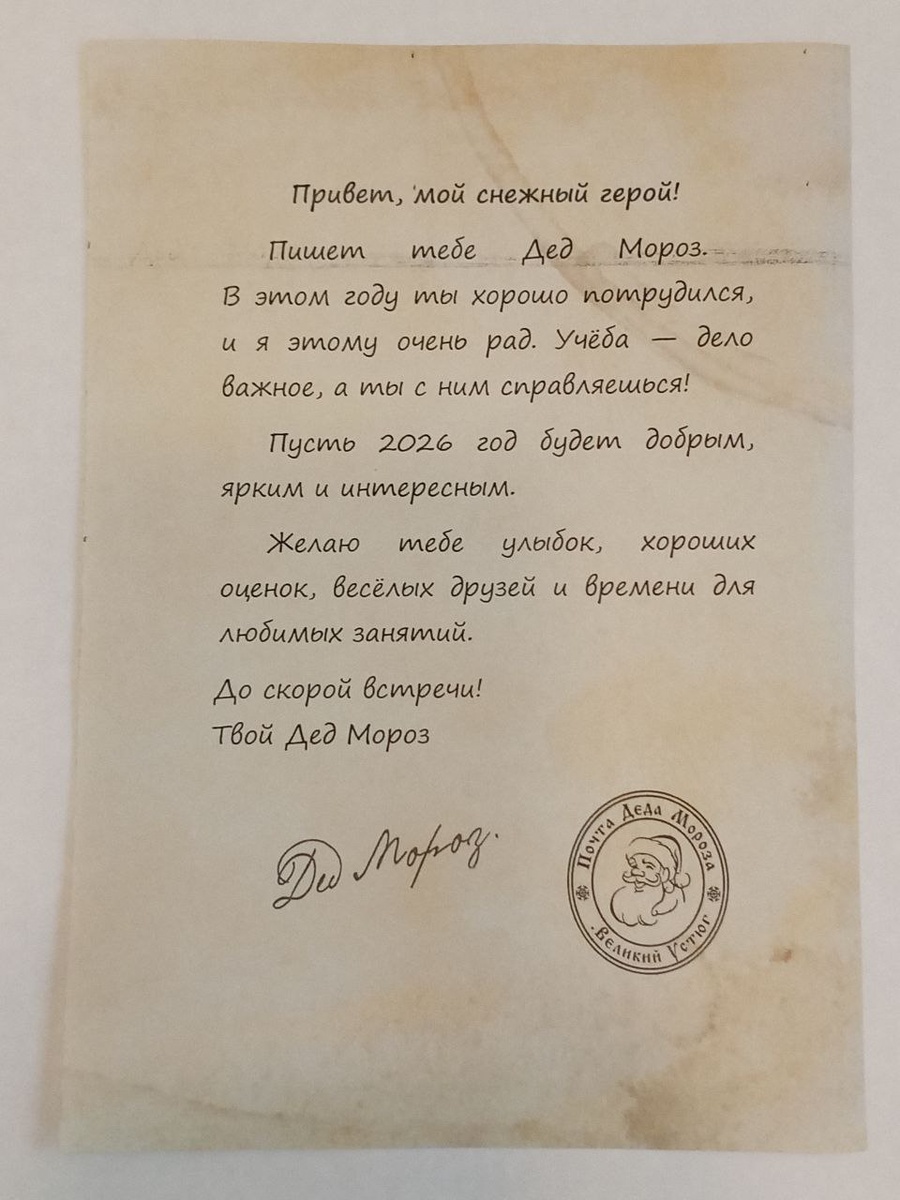 Привет, мой снежный герой!
Пишет тебе Дед Мороз.
В этом году ты хорошо потрудился,
и я этому очень рад. Учёба — дело
важное, а ты с ним справляешься!
Пусть 2026 год будет добрым,
ярким и интересным.
Желаю тебе улыбок, хороших
оценок, весёлых друзей и времени для
любимых занятий.
До скорой встречи!
Твой Дед Мороз
Дед Мороз.
Почта Деда Мороза
Великий Устюг